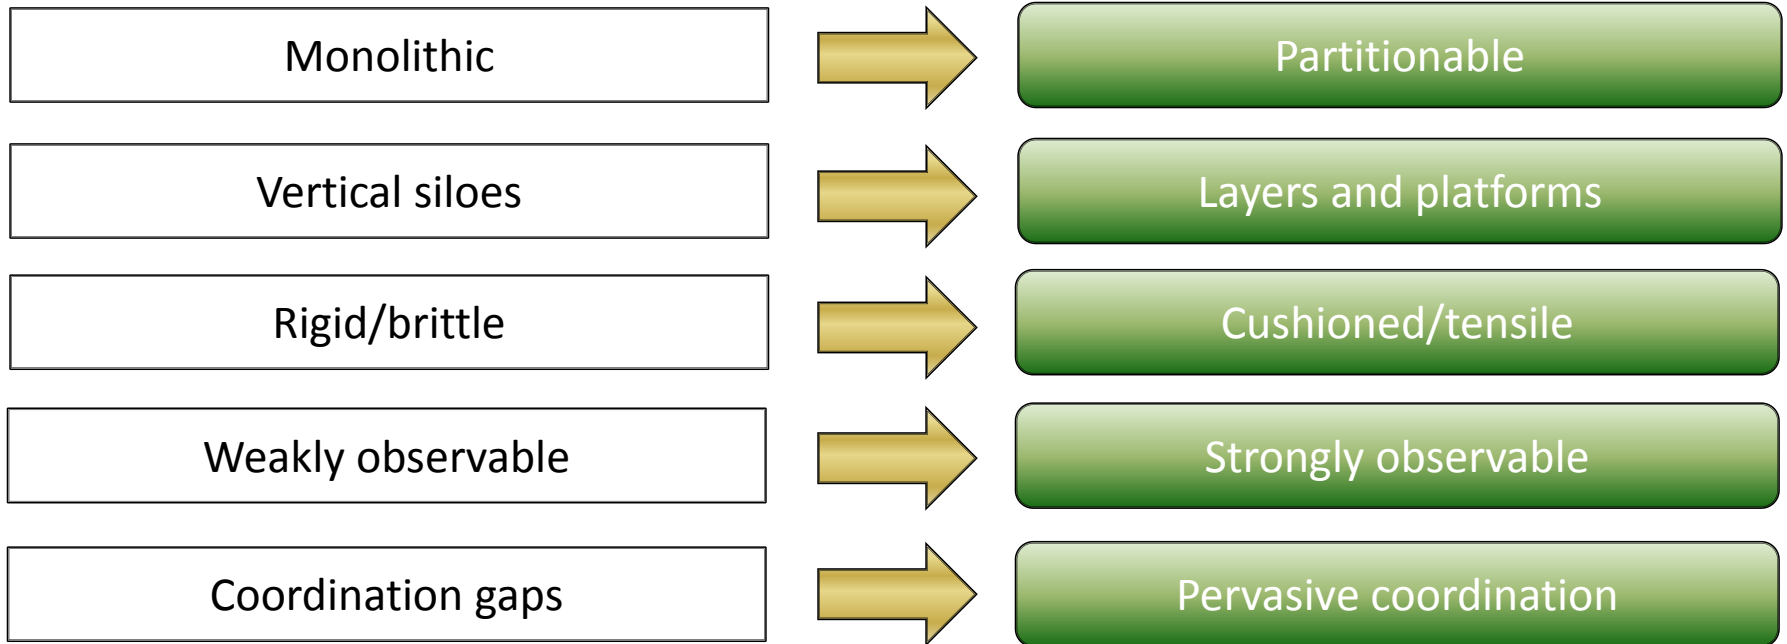 Monolithic
Partitionable
Vertical siloes
Layers and platforms
Rigid/brittle
Cushioned/tensile
Weakly observable
Strongly observable
Coordination gaps
Pervasive coordination